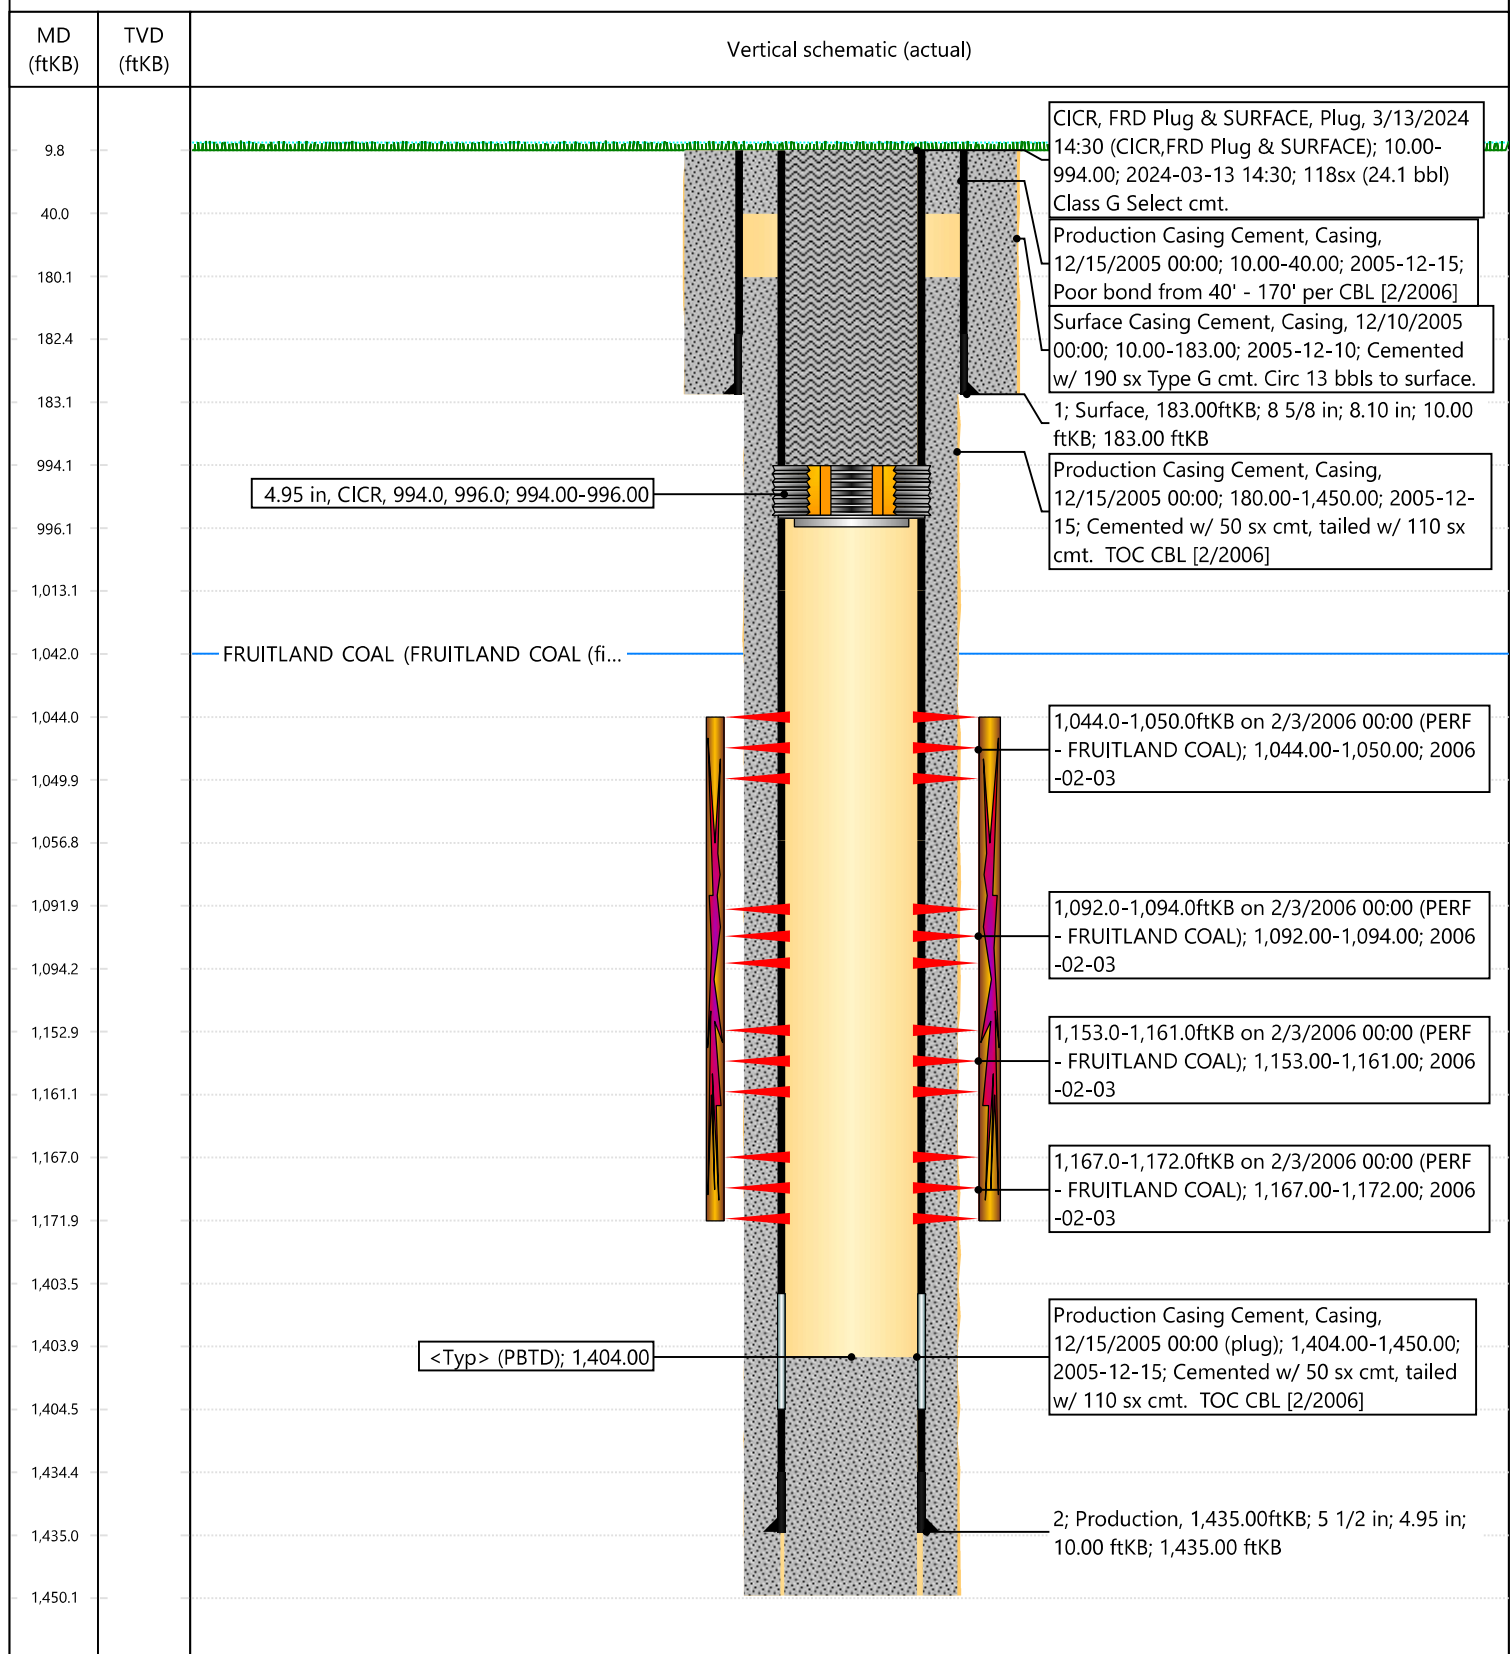 MD
(ftKB)
TVD
(ftKB)
Vertical schematic (actual)
9.8
40.0
180.1
182.4
183.1
994.1
996.1
1,013.1
1,042.0
1,044.0
1,049.9
1,056.8
1,091.9
1,094.2
1,152.9
1,161.1
1,167.0
1,171.9
1,403.5
1,403.9
1,404.5
1,434.4
1,435.0
1,450.1
4.95 in, CICR, 994.0, 996.0; 994.00-996.00
FRUITLAND COAL (FRUITLAND COAL (fi...
<Typ> (PBTD); 1,404.00
CICR, FRD Plug & SURFACE, Plug, 3/13/2024
14:30 (CICR,FRD Plug & SURFACE); 10.00-
994.00; 2024-03-13 14:30; 118sx (24.1 bbl)
Class G Select cmt.
Production Casing Cement, Casing,
12/15/2005 00:00; 10.00-40.00; 2005-12-15;
Poor bond from 40' - 170' per CBL [2/2006]
Surface Casing Cement, Casing, 12/10/2005
00:00; 10.00-183.00; 2005-12-10; Cemented
w/ 190 sx Type G cmt. Circ 13 bbls to surface.
1; Surface, 183.00ftKB; 8 5/8 in; 8.10 in; 10.00
ftKB; 183.00 ftKB
Production Casing Cement, Casing,
12/15/2005 00:00; 180.00-1,450.00; 2005-12-
15; Cemented w/ 50 sx cmt, tailed w/ 110 sx
cmt. TOC CBL [2/2006]
1,044.0-1,050.0ftKB on 2/3/2006 00:00 (PERF
- FRUITLAND COAL); 1,044.00-1,050.00; 2006
-02-03
1,092.0-1,094.0ftKB on 2/3/2006 00:00 (PERF
- FRUITLAND COAL); 1,092.00-1,094.00; 2006
-02-03
1,153.0-1,161.0ftKB on 2/3/2006 00:00 (PERF
- FRUITLAND COAL); 1,153.00-1,161.00; 2006
-02-03
1,167.0-1,172.0ftKB on 2/3/2006 00:00 (PERF
- FRUITLAND COAL); 1,167.00-1,172.00; 2006
-02-03
Production Casing Cement, Casing,
12/15/2005 00:00 (plug); 1,404.00-1,450.00;
2005-12-15; Cemented w/ 50 sx cmt, tailed
w/ 110 sx cmt. TOC CBL [2/2006]
2; Production, 1,435.00ftKB; 5 1/2 in; 4.95 in;
10.00 ftKB; 1,435.00 ftKB